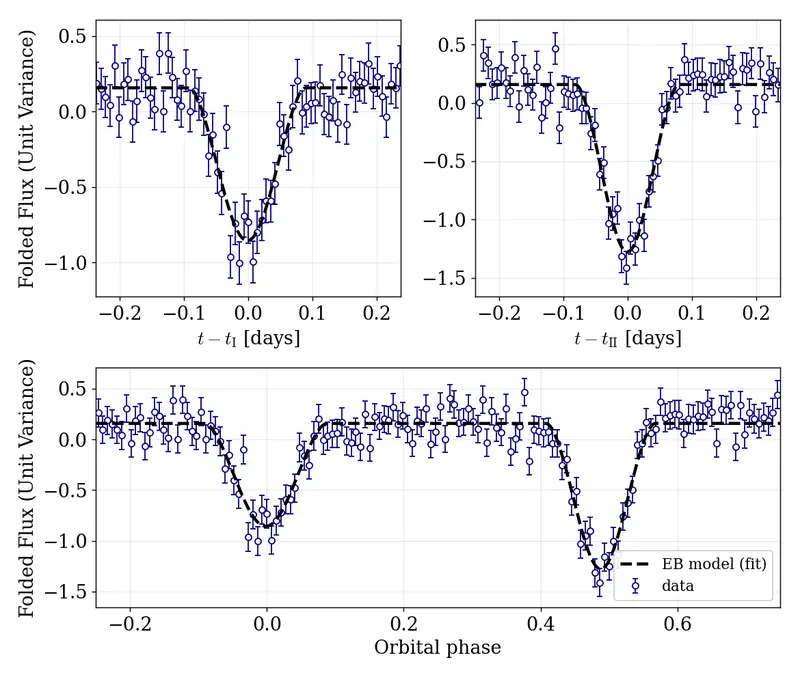 Folded Flux (Unit Variance)
0.5
0.0
−0.5
−1.0
−0.2 −0.1 0.0 0.1 0.2
t − tI [days]
0.5
0.0
−0.5
−1.0
−1.5
−0.2 −0.1 0.0 0.1 0.2
t − tII [days]
Folded Flux (Unit Variance)
0.5
0.0
−0.5
−1.0
−1.5
EB model (fit)
data
−0.2 0.0 0.2 0.4 0.6
Orbital phase